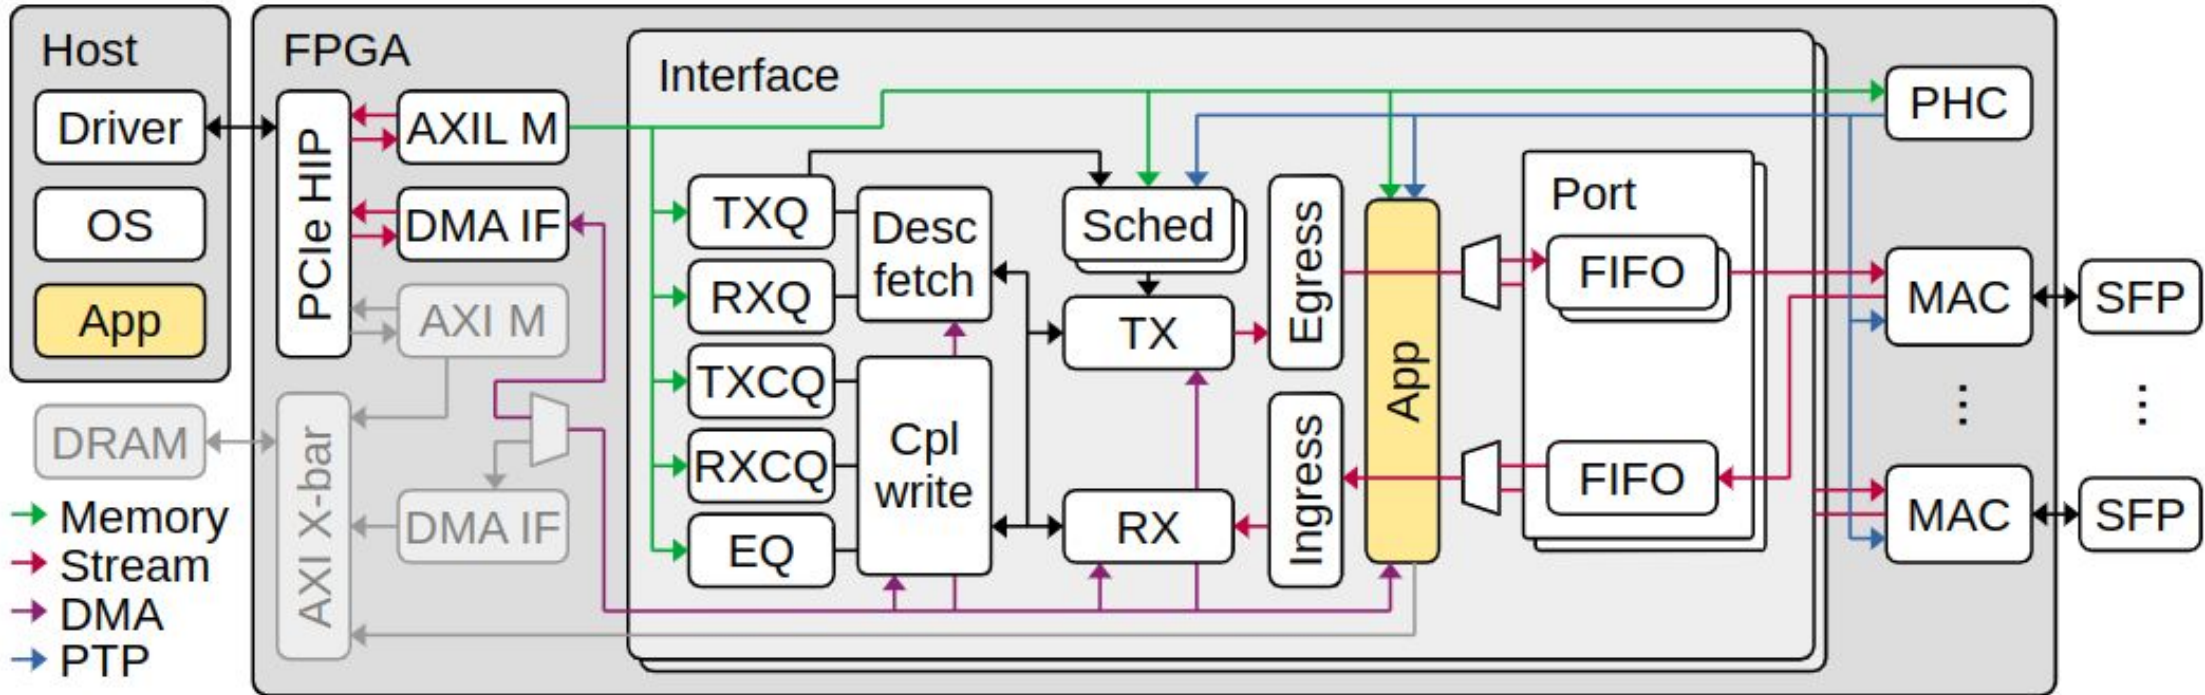 Host
Driver
OS
App
DRAM
Memory
Stream
DMA
PTP
FPGA
PCIe HIP
AXIL M
DMA IF
AXI M
AXI X-bar
DMA IF
Interface
TXQ
RXQ
TXCQ
RXCQ
EQ
Desc
fetch
Cpl
write
Sched
TX
RX
Egress
Ingress
App
Port
FIFO
FIFO
PHC
MAC
...
MAC
SFP
...
SFP